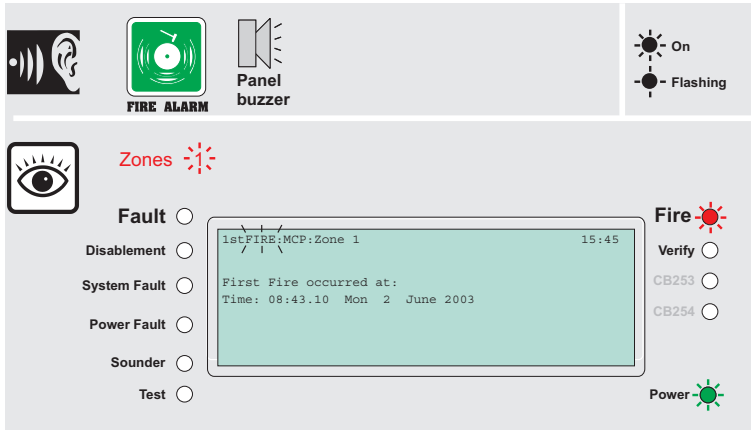 FIRE ALARM
Panel
buzzer
On
Flashing
Zones 1
Fault
Disablement
System Fault
Power Fault
Sounder
Test
1stFIRE:MCP:Zone 1 15:45
First Fire occurred at:
Time: 08:43.10 Mon 2 June 2003
Fire
Verify
CB253
CB254
Power